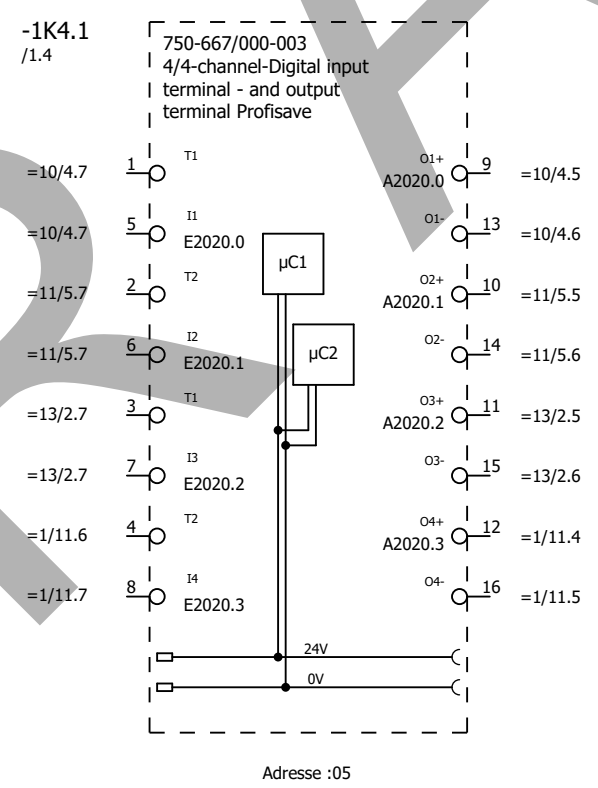 -1K4.1
/1.4
750-667/000-003
4/4-channel-Digital input
terminal - and output
terminal Profisave
=10/4.7 1 T1 O1+ A2020.0 9 =10/4.5
=10/4.7 5 I1 E2020.0 O1- 13 =10/4.6
µC1
=11/5.7 2 T2 O2+ A2020.1 10 =11/5.5
=11/5.7 6 I2 E2020.1 µC2 O2- 14 =11/5.6
=13/2.7 3 T1 O3+ A2020.2 11 =13/2.5
=13/2.7 7 I3 E2020.2 O3- 15 =13/2.6
=1/11.6 4 T2 O4+ A2020.3 12 =1/11.4
=1/11.7 8 I4 E2020.3 O4- 16 =1/11.5
24V
0V
Adresse :05